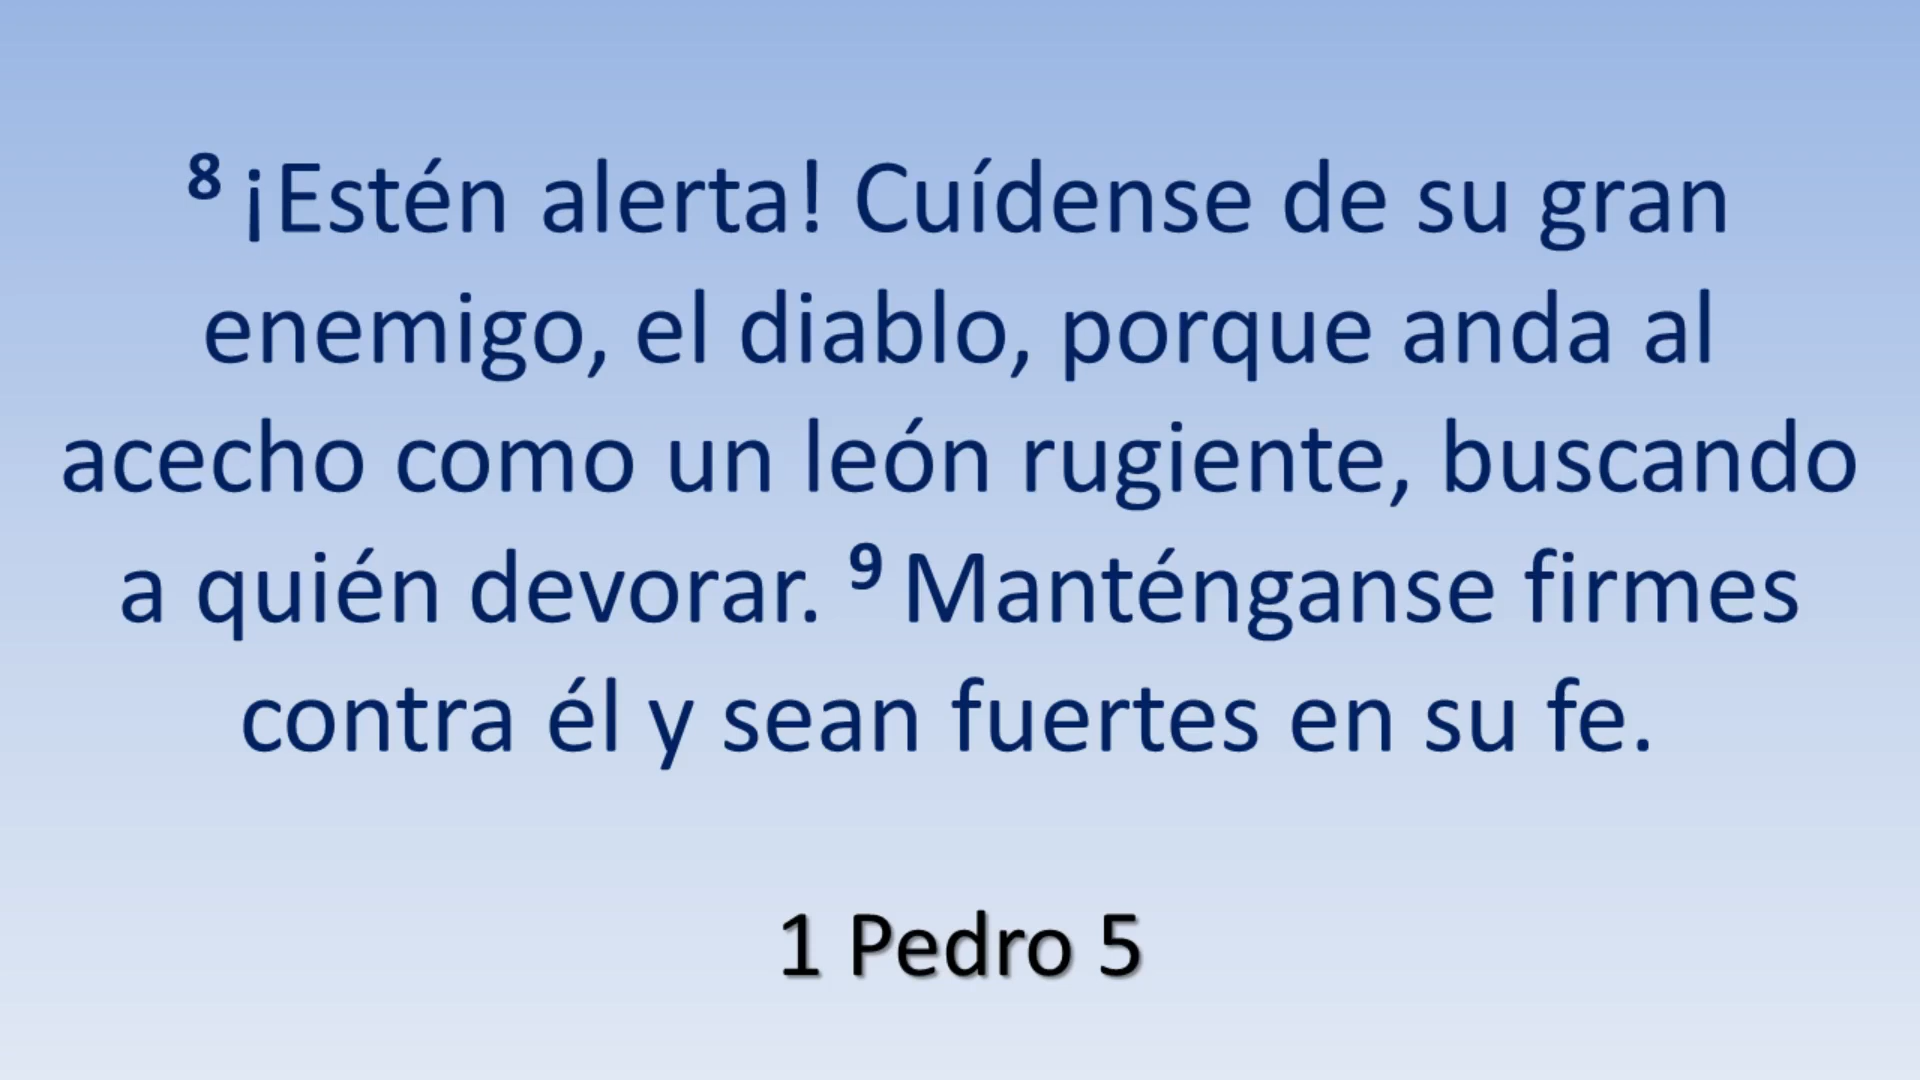 8 ¡Estén alerta! Cuídense de su gran
enemigo, el diablo, porque anda al
acecho como un león rugiente, buscando
a quién devorar. 9 Manténganse firmes
contra él y sean fuertes en su fe.
1 Pedro 5